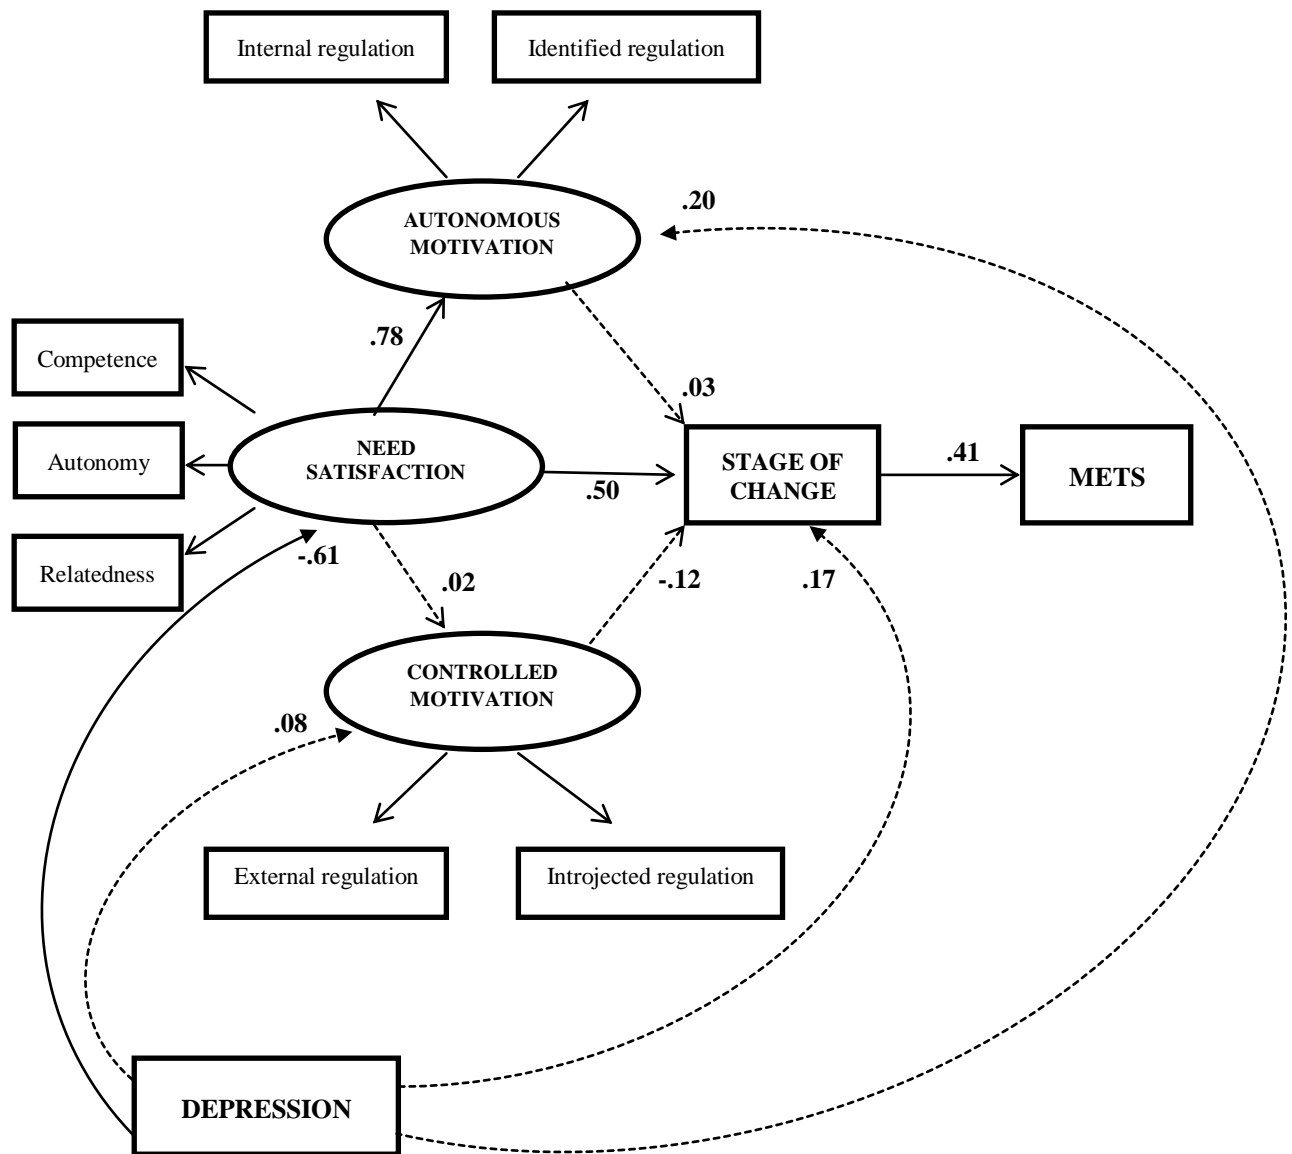 Internal regulation
Identified regulation
AUTONOMOUS
MOTIVATION
.20
.78
.03
Competence
Autonomy
Relatedness
NEED
SATISFACTION
.50
STAGE OF
CHANGE
.41
METS
-.61
.02
-.12
.17
CONTROLLED
MOTIVATION
.08
External regulation
Introjected regulation
DEPRESSION